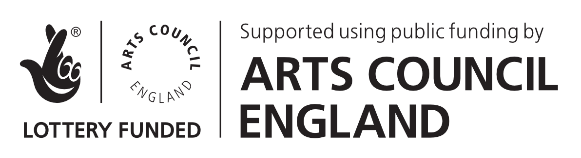 ®
ARTS COUNCIL
ENGLAND
LOTTERY FUNDED
Supported using public funding by
ARTS COUNCIL
ENGLAND